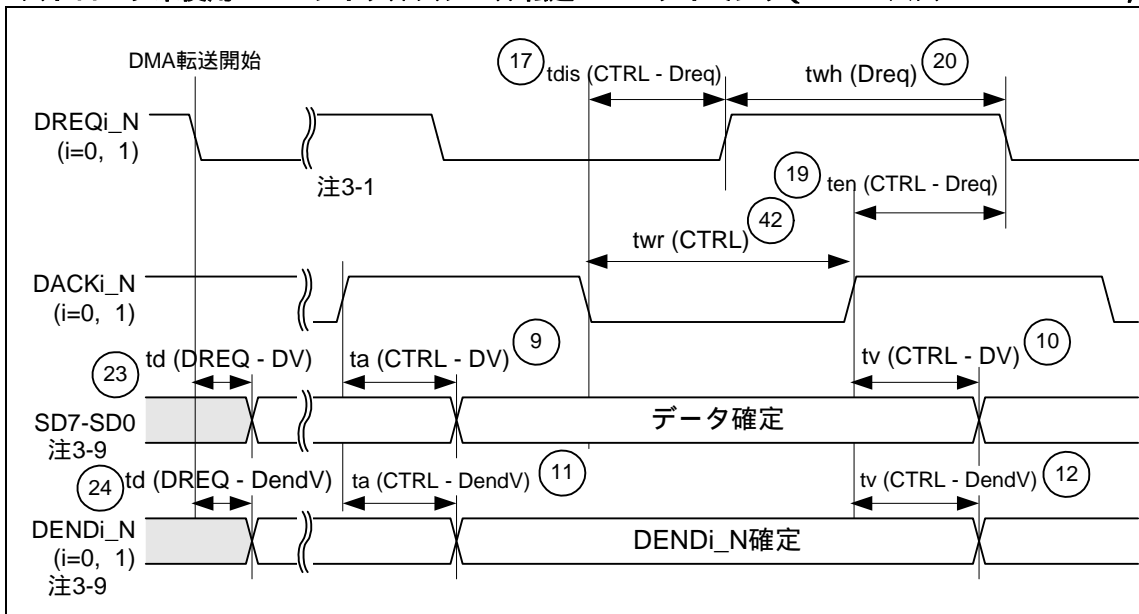 DMA転送開始
17 tdis (CTRL - Dreq)
twh (Dreq) 20
DREQi_N
(i=0, 1)
注3-1
19 ten (CTRL - Dreq)
twr (CTRL) 42
DACKi_N
(i=0, 1)
23 td (DREQ - DV)
ta (CTRL - DV) 9
tv (CTRL - DV) 10
SD7-SD0
注3-9
データ確定
24 td (DREQ - DendV)
ta (CTRL - DendV) 11
tv (CTRL - DendV) 12
DENDi_N
(i=0, 1)
注3-9
DENDi_N確定